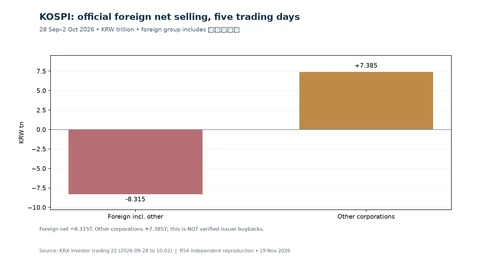 KOSPI: official foreign net selling, five trading days
28 Sep–2 Oct 2026 • KRW trillion • foreign group includes □□□□□
+7.385
7.5
5.0
2.5
0.0
−2.5
−5.0
−7.5
−10.0
KRW tn
-8.315
Foreign incl. other
Other corporations
Foreign net −8.315T. Other corporations +7.385T; this is NOT verified issuer buybacks.
Source: KRX investor trading 22 (2026-09-28 to 10-02) | R54 independent reproduction • 19 Nov 2026